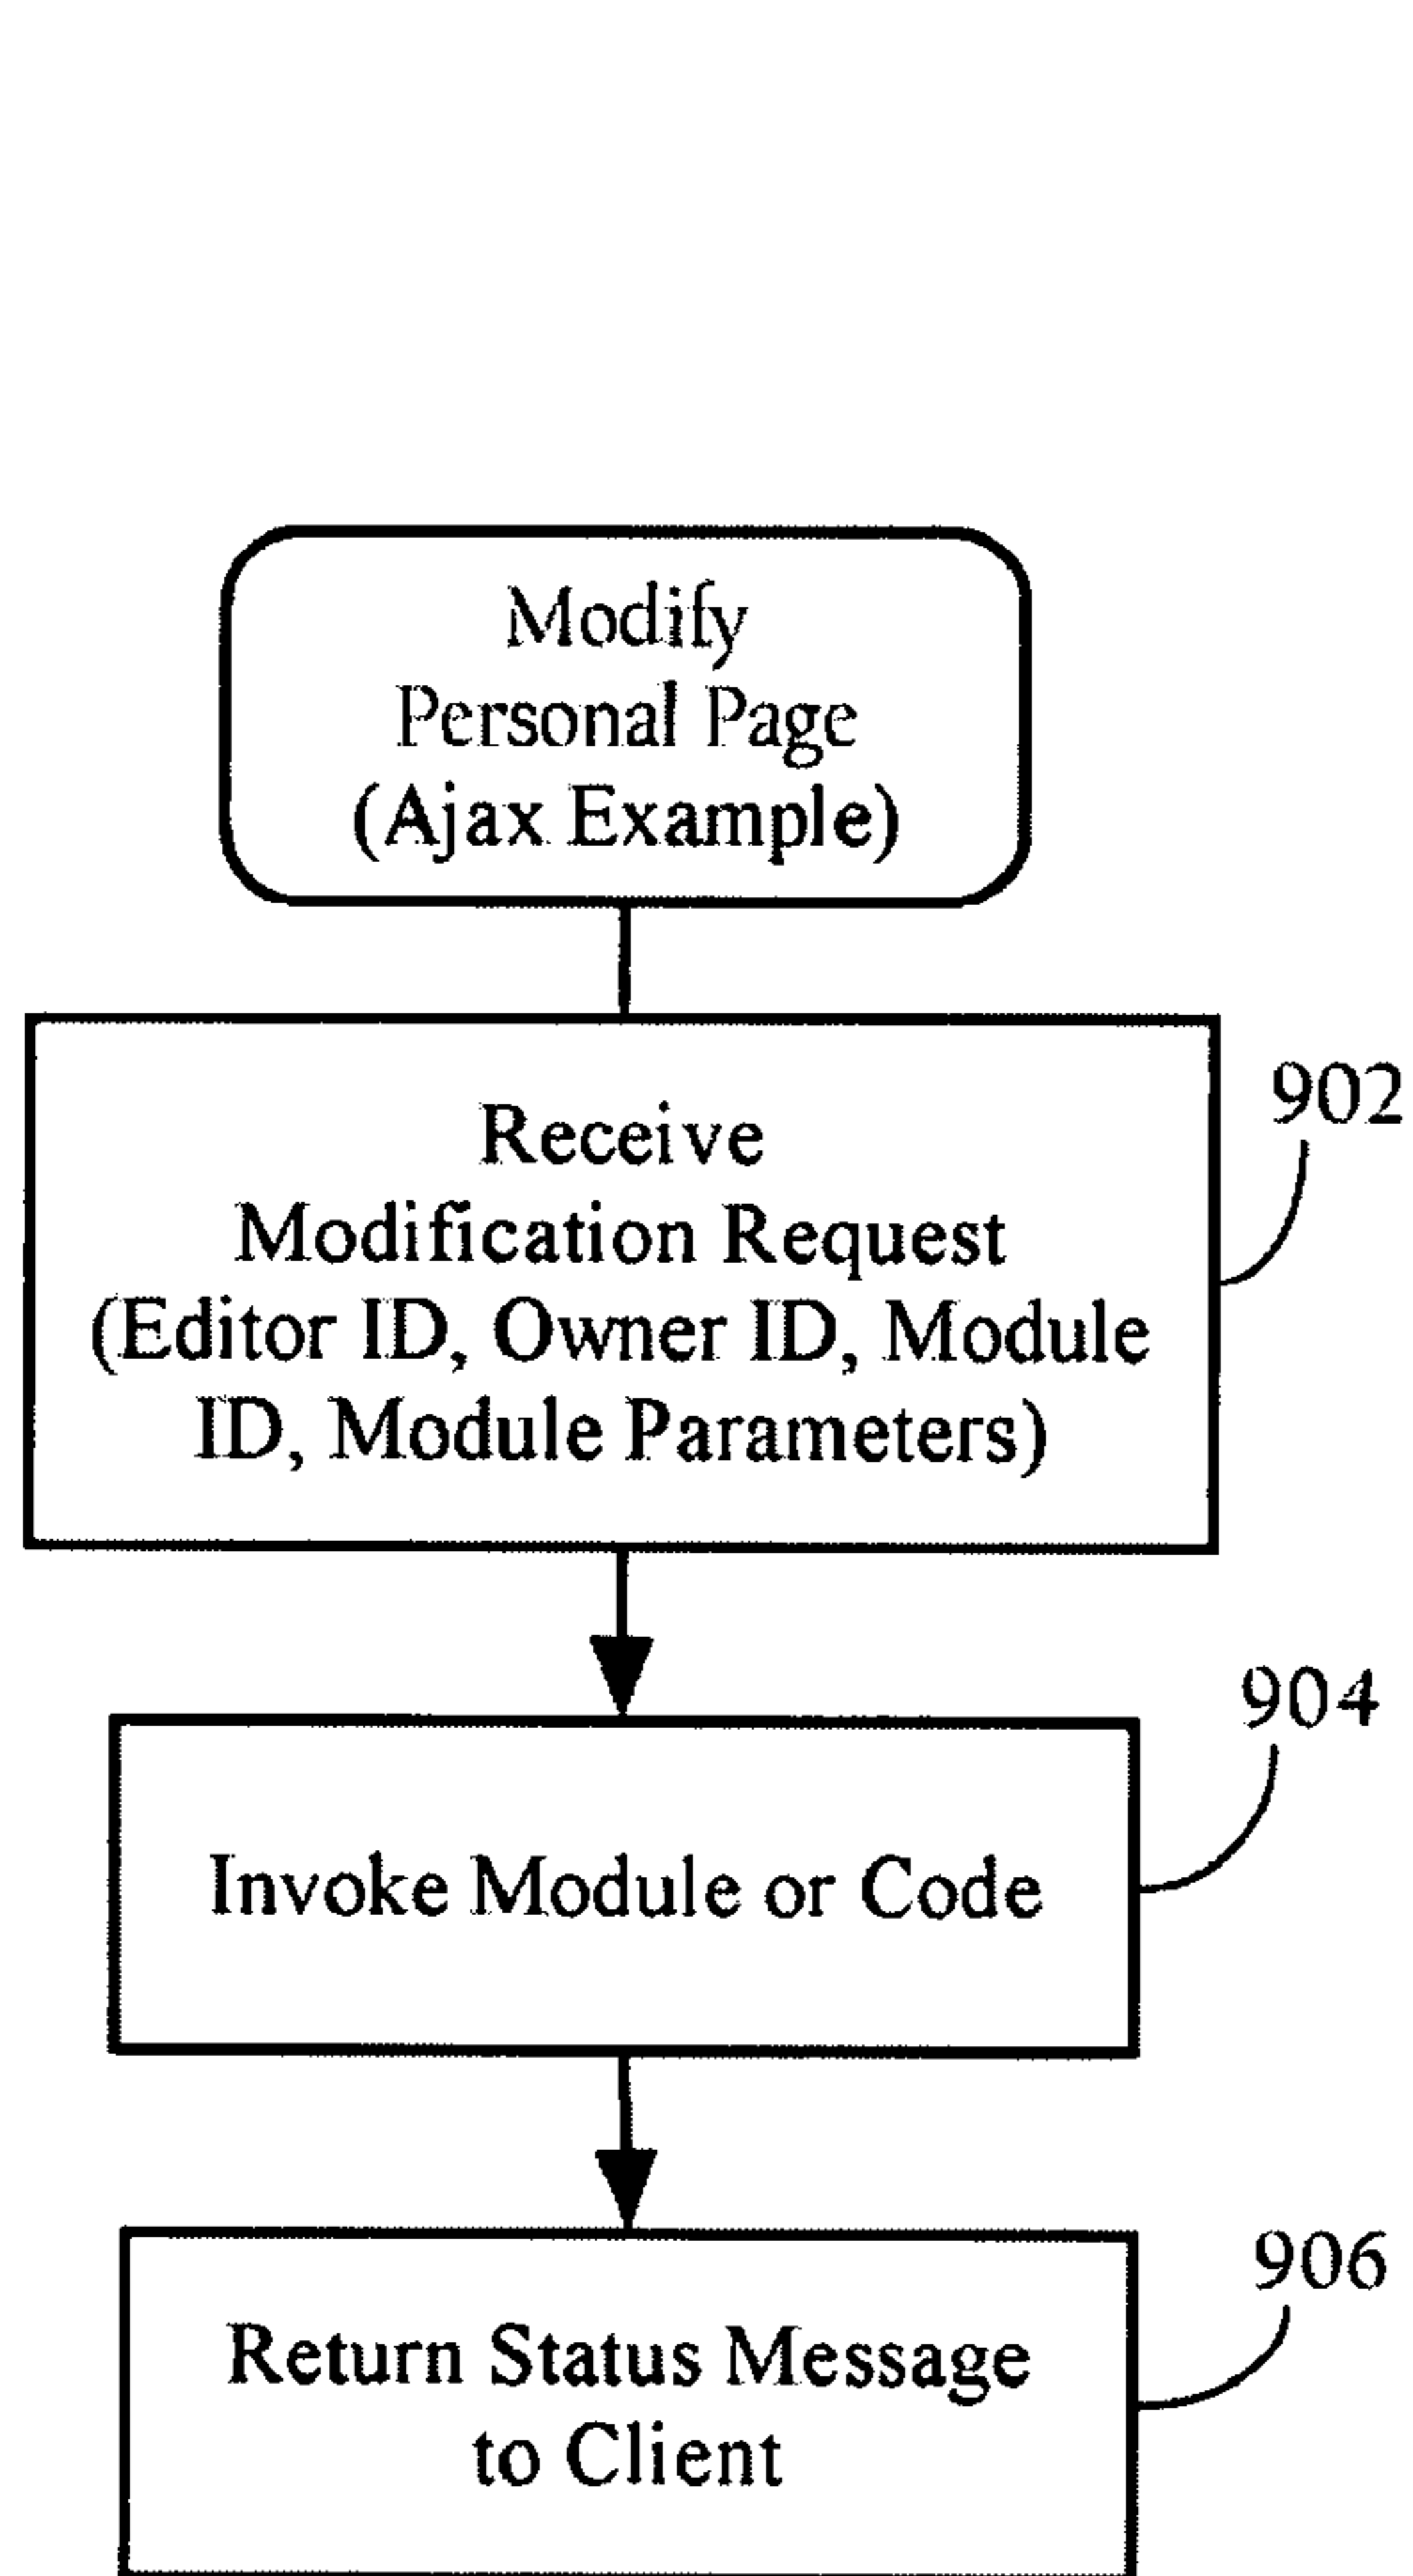 Modify
Personal Page
(Ajax Example)
902
Receive
Modification Request
(Editor ID, Owner ID, Module
ID, Module Parameters)
904
Invoke Module or Code
906
Return Status Message
to Client